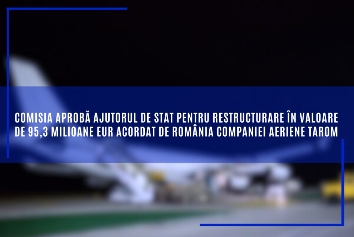 COMISIA APROBĂ AJUTORUL DE STAT PENTRU RESTRUCTURARE ÎN VALOARE
DE 95,3 MILIOANE EUR ACORDAT DE ROMÂNIA COMPANIEI AERIENE TAROM